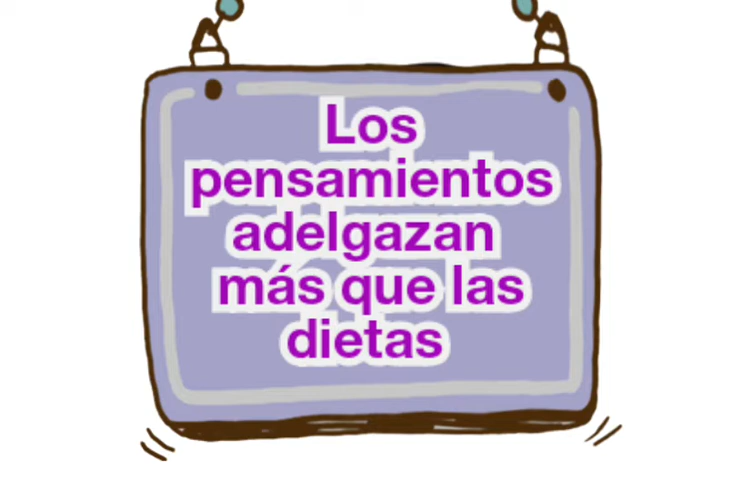 Los
pensamientos
adelgazan
más que las
dietas